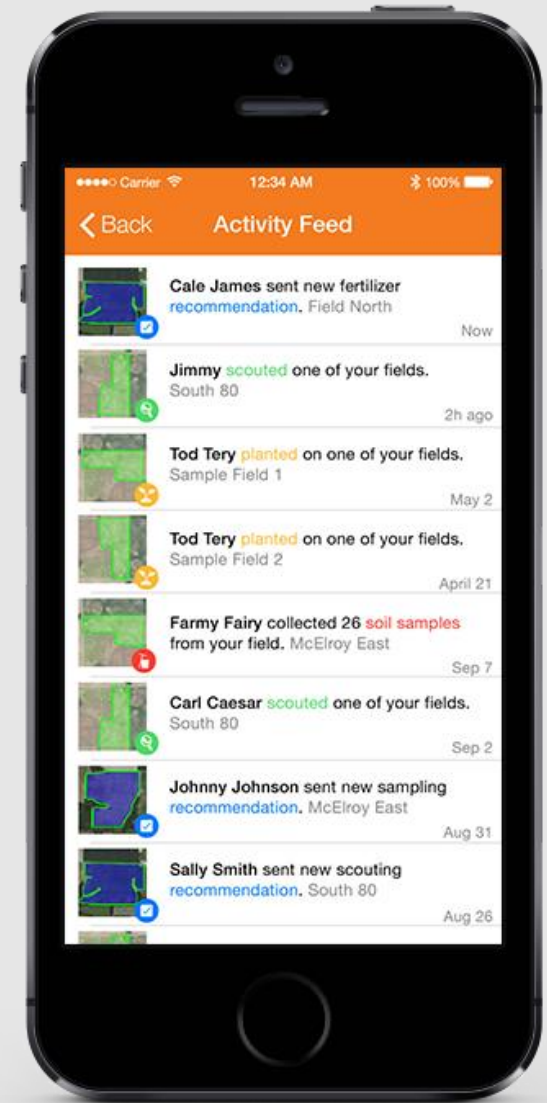 Carrier 12:34 AM 100%
Back Activity Feed
Cale James sent new fertilizer
recommendation. Field North
Now
Jimmy scouted one of your fields.
South 80
2h ago
Tod Tery planted on one of your fields.
Sample Field 1
May 2
Tod Tery planted on one of your fields.
Sample Field 2
April 21
Farmy Fairy collected 26 soil samples
from your field. McElroy East
Sep 7
Carl Caesar scouted one of your fields.
South 80
Sep 2
Johnny Johnson sent new sampling
recommendation. McElroy East
Aug 31
Sally Smith sent new scouting
recommendation. South 80
Aug 26